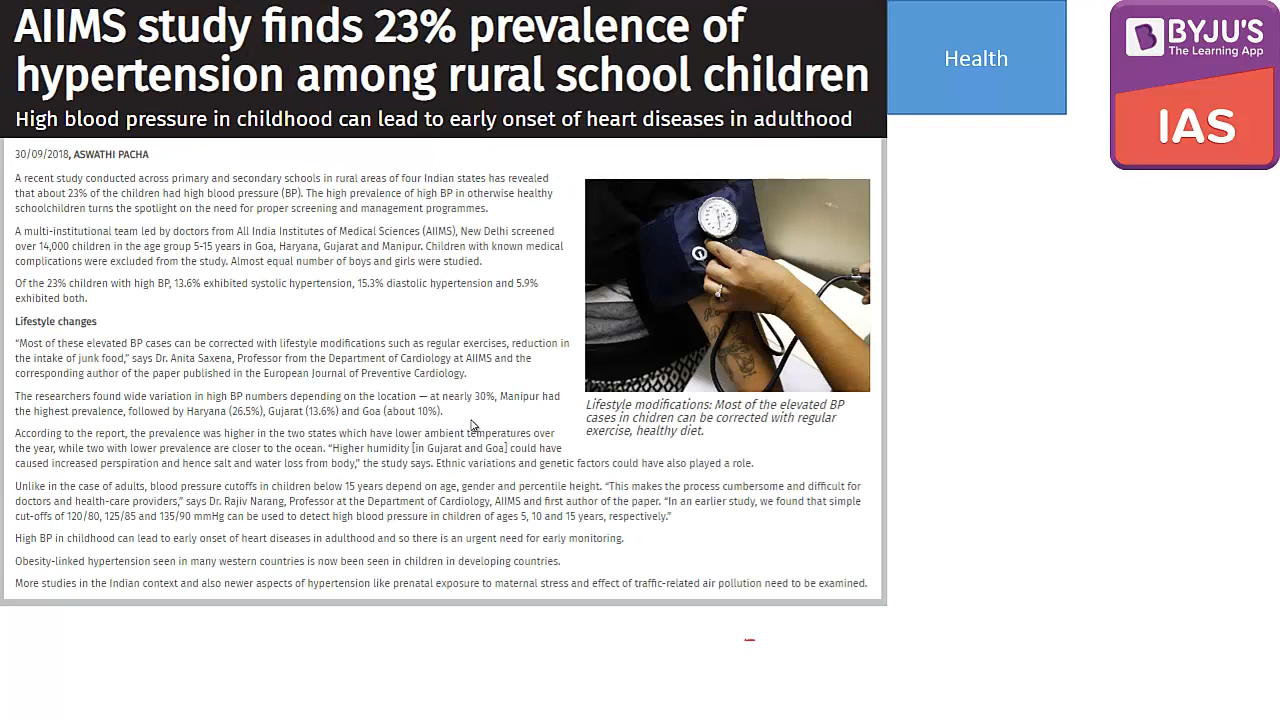 AIIMS study finds 23% prevalence of
hypertension among rural school children
High blood pressure in childhood can lead to early onset of heart diseases in adulthood
Health
BYJU'S
The Learning App
IAS
30/09/2018, ASWATHI PACHA
A recent study conducted across primary and secondary schools in rural areas of four Indian states has revealed
that about 23% of the children had high blood pressure (BP). The high prevalence of high BP in otherwise healthy
schoolchildren turns the spotlight on the need for proper screening and management programmes.
A multi-institutional team led by doctors from All India Institutes of Medical Sciences (AIIMS), New Delhi screened
over 14,000 children in the age group 5-15 years in Goa, Haryana, Gujarat and Manipur. Children with known medical
complications were excluded from the study. Almost equal number of boys and girls were studied.
Of the 23% children with high BP, 13.6% exhibited systolic hypertension, 15.3% diastolic hypertension and 5.9%
exhibited both.
Lifestyle changes
“Most of these elevated BP cases can be corrected with lifestyle modifications such as regular exercises, reduction in
the intake of junk food,” says Dr. Anita Saxena, Professor from the Department of Cardiology at AIIMS and the
corresponding author of the paper published in the European Journal of Preventive Cardiology.
The researchers found wide variation in high BP numbers depending on the location — at nearly 30%, Manipur had
the highest prevalence, followed by Haryana (26.5%), Gujarat (13.6%) and Goa (about 10%).
Lifestyle modifications: Most of the elevated BP
cases in chidren can be corrected with regular
exercise, healthy diet.
According to the report, the prevalence was higher in the two states which have lower ambient temperatures over
the year, while two with lower prevalence are closer to the ocean. “Higher humidity [in Gujarat and Goa] could have
caused increased perspiration and hence salt and water loss from body,” the study says. Ethnic variations and genetic factors could have also played a role.
Unlike in the case of adults, blood pressure cutoffs in children below 15 years depend on age, gender and percentile height. “This makes the process cumbersome and difficult for
doctors and health-care providers,” says Dr. Rajiv Narang, Professor at the Department of Cardiology, AIIMS and first author of the paper. “In an earlier study, we found that simple
cut-offs of 120/80, 125/85 and 135/90 mmHg can be used to detect high blood pressure in children of ages 5, 10 and 15 years, respectively.”
High BP in childhood can lead to early onset of heart diseases in adulthood and so there is an urgent need for early monitoring.
Obesity-linked hypertension seen in many western countries is now been seen in children in developing countries.
More studies in the Indian context and also newer aspects of hypertension like prenatal exposure to maternal stress and effect of traffic-related air pollution need to be examined.